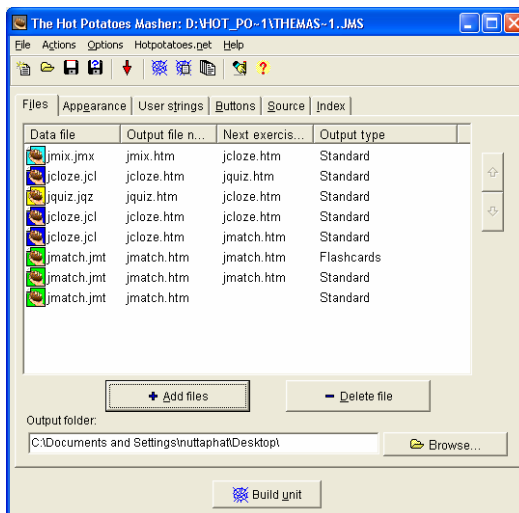 The Hot Potatoes Masher: D:\HOT_PO~1\THEMAS~1.JMS
File Actions Options Hotpotatoes.net Help
Files Appearance User strings Buttons Source Index
Data file Output file n... Next exercis... Output type
jmix.jmx jmix.htm jcloze.htm Standard
jcloze.jcl jcloze.htm jquiz.htm Standard
jquiz.jqz jquiz.htm jcloze.htm Standard
jcloze.jcl jcloze.htm jcloze.htm Standard
jcloze.jcl jcloze.htm jmatch.htm Standard
jmatch.jmt jmatch.htm jmatch.htm Flashcards
jmatch.jmt jmatch.htm jmatch.htm Standard
jmatch.jmt jmatch.htm Standard
Add files Delete file
Output folder:
C:\Documents and Settings\nuttaphat\Desktop\ Browse...
Build unit